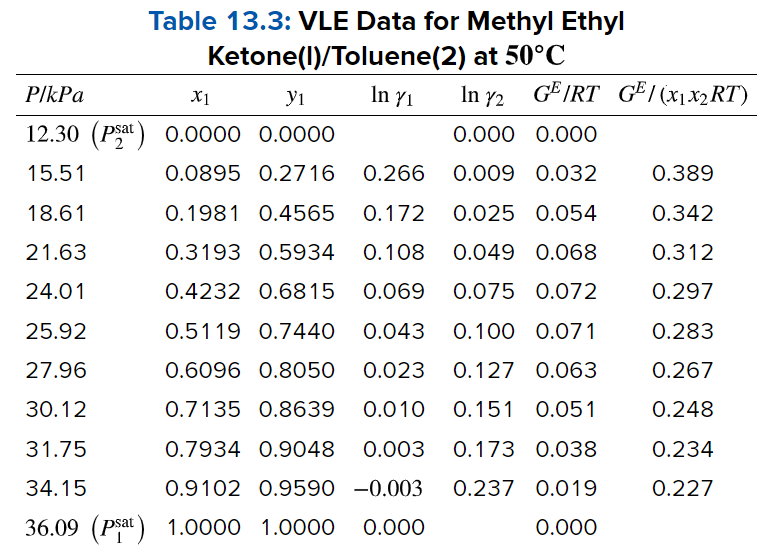 Table 13.3: VLE Data for Methyl Ethyl
Ketone(l)/Toluene(2) at 50°C
P/kPa x₁ y₁ ln γ₁ ln γ₂ Gᴱ/RT Gᴱ/(x₁x₂RT)
12.30 (P₂ˢᵃᵗ) 0.0000 0.0000 0.000 0.000
15.51 0.0895 0.2716 0.266 0.009 0.032 0.389
18.61 0.1981 0.4565 0.172 0.025 0.054 0.342
21.63 0.3193 0.5934 0.108 0.049 0.068 0.312
24.01 0.4232 0.6815 0.069 0.075 0.072 0.297
25.92 0.5119 0.7440 0.043 0.100 0.071 0.283
27.96 0.6096 0.8050 0.023 0.127 0.063 0.267
30.12 0.7135 0.8639 0.010 0.151 0.051 0.248
31.75 0.7934 0.9048 0.003 0.173 0.038 0.234
34.15 0.9102 0.9590 −0.003 0.237 0.019 0.227
36.09 (P₁ˢᵃᵗ) 1.0000 1.0000 0.000 0.000